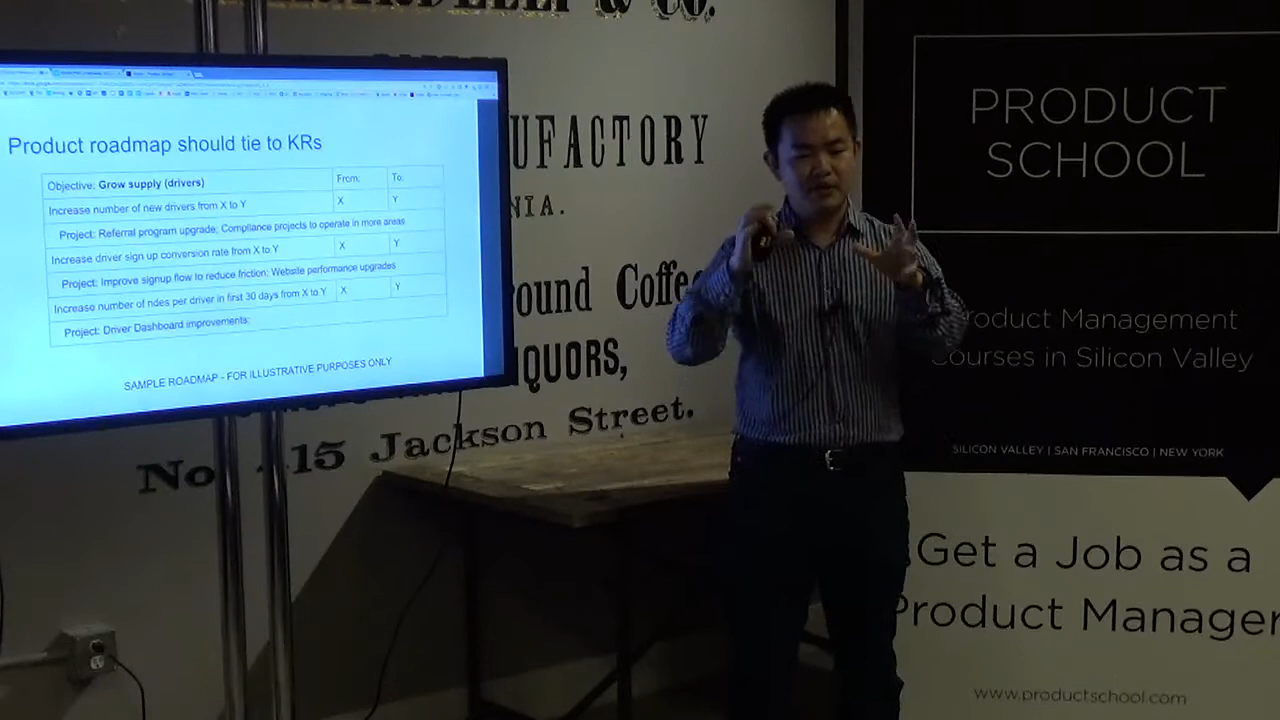 & Co.
UFACTORY
NIA.
ound Coffe
IQUORS,
No 415 Jackson Street.
Product roadmap should tie to KRs
Objective: Grow supply (drivers) From: To:
Increase number of new drivers from X to Y X Y
Project: Referral program upgrade; Compliance projects to operate in more areas
Increase driver sign up conversion rate from X to Y X Y
Project: Improve signup flow to reduce friction; Website performance upgrades
Increase number of rides per driver in first 30 days from X to Y X Y
Project: Driver Dashboard improvements:
SAMPLE ROADMAP - FOR ILLUSTRATIVE PURPOSES ONLY
PRODUCT
SCHOOL
roduct Management
Courses in Silicon Valley
SILICON VALLEY | SAN FRANCISCO | NEW YORK
Get a Job as a
Product Manager
www.productschool.com